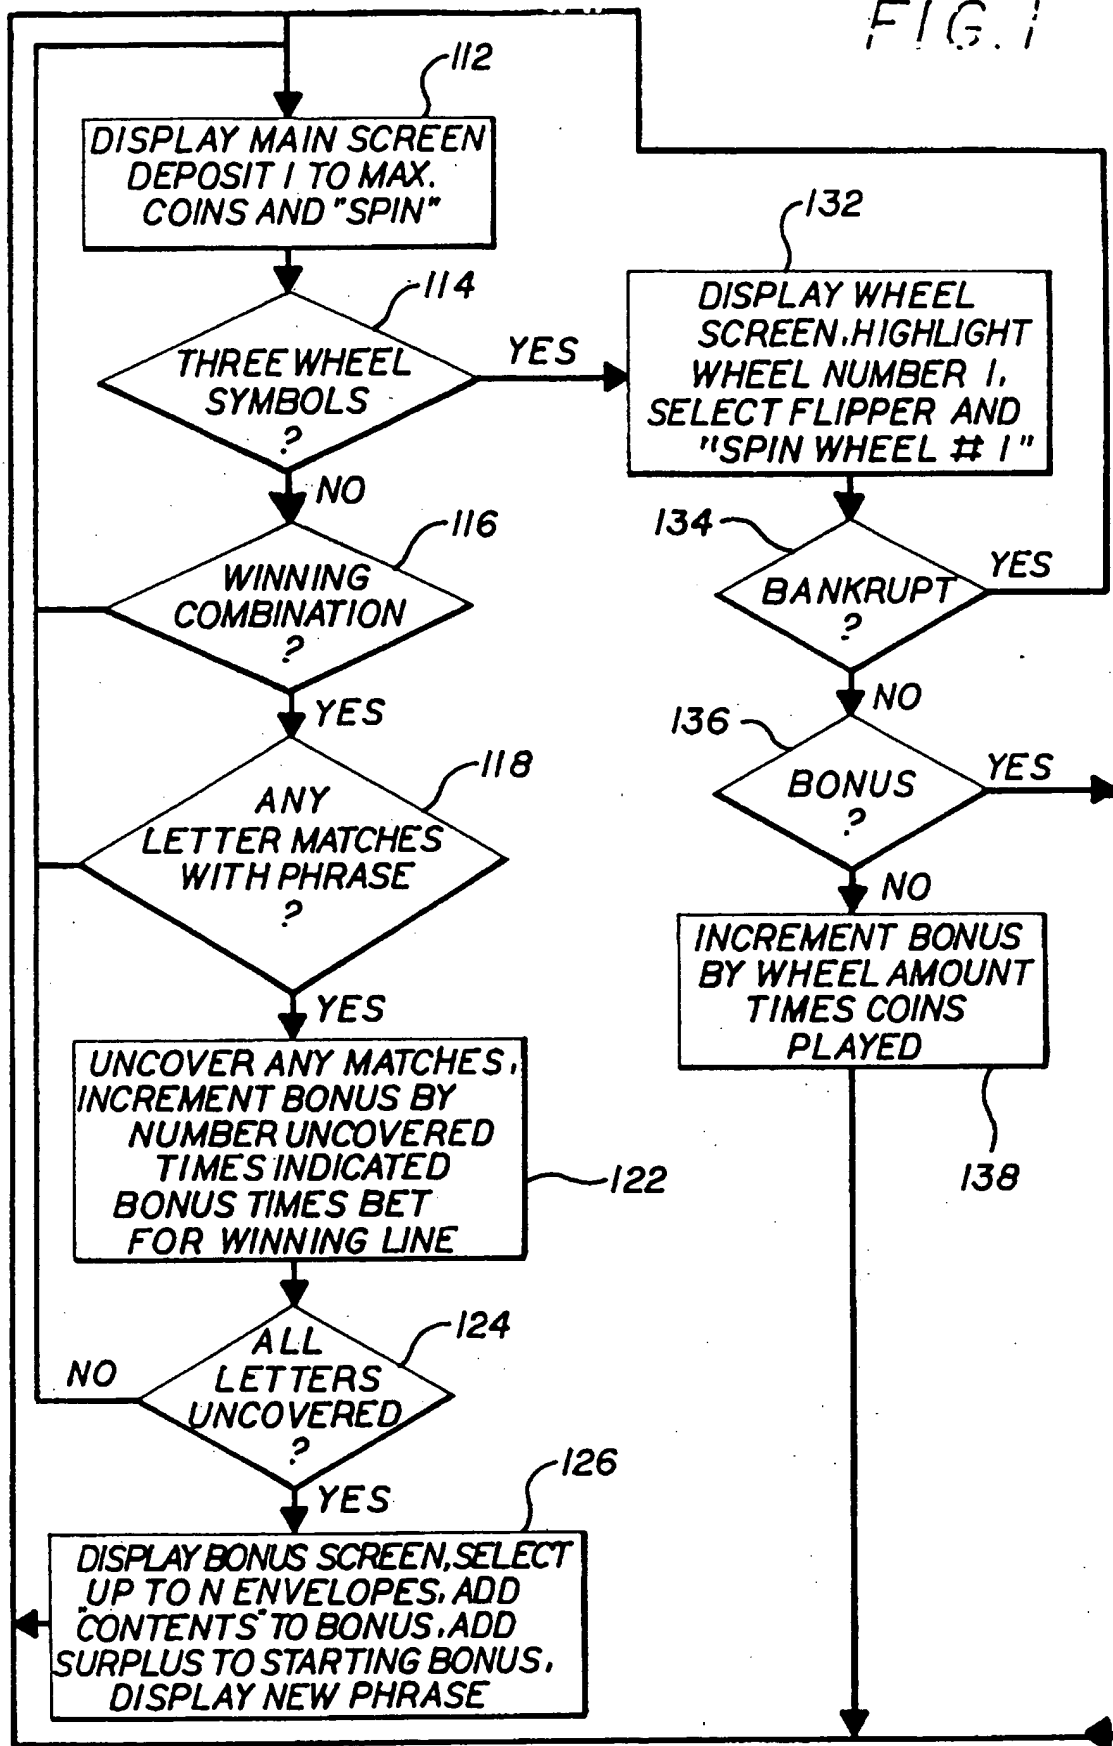 FIG. 1
112
DISPLAY MAIN SCREEN
DEPOSIT 1 TO MAX.
COINS AND "SPIN"
114
THREE WHEEL
SYMBOLS
?
YES
NO
116
WINNING
COMBINATION
?
YES
118
ANY
LETTER MATCHES
WITH PHRASE
?
YES
UNCOVER ANY MATCHES,
INCREMENT BONUS BY
NUMBER UNCOVERED
TIMES INDICATED
BONUS TIMES BET
FOR WINNING LINE
122
124
ALL
LETTERS
UNCOVERED
?
NO
YES
126
DISPLAY BONUS SCREEN, SELECT
UP TO N ENVELOPES, ADD
"CONTENTS" TO BONUS, ADD
SURPLUS TO STARTING BONUS,
DISPLAY NEW PHRASE
132
DISPLAY WHEEL
SCREEN, HIGHLIGHT
WHEEL NUMBER 1,
SELECT FLIPPER AND
"SPIN WHEEL # 1"
134
BANKRUPT
?
YES
NO
136
BONUS
?
YES
NO
INCREMENT BONUS
BY WHEEL AMOUNT
TIMES COINS
PLAYED
138